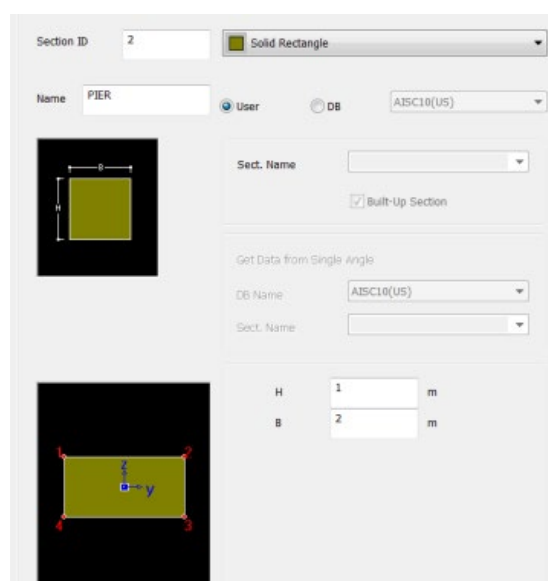 Section ID 2 Solid Rectangle
Name PIER User DB AISC10(US)
B
H
Sect. Name
Built-Up Section
Get Data from Single Angle
DB Name AISC10(US)
Sect. Name
H 1 m
B 2 m
1 2
z
y
4 3